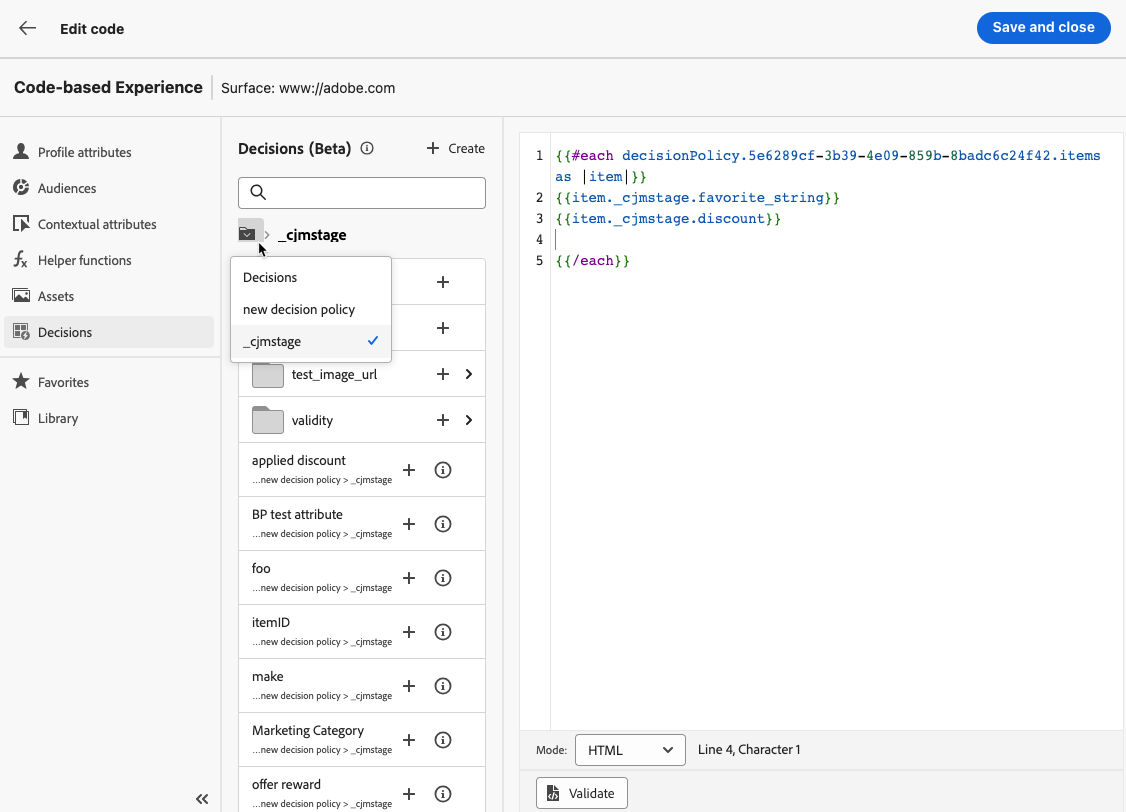 Edit code
Save and close
Code-based Experience
Surface: www://adobe.com
Profile attributes
Audiences
Contextual attributes
Helper functions
Assets
Decisions
Favorites
Library
Decisions (Beta)
Create
_cjmstage
Decisions
new decision policy
_cjmstage
test_image_url
validity
applied discount
...new decision policy > _cjmstage
BP test attribute
...new decision policy > _cjmstage
foo
...new decision policy > _cjmstage
itemID
...new decision policy > _cjmstage
make
...new decision policy > _cjmstage
Marketing Category
...new decision policy > _cjmstage
offer reward
...new decision policy > _cjmstage
1 {{#each decisionPolicy.5e6289cf-3b39-4e09-859b-8badc6c24f42.items
as |item|}}
2 {{item._cjmstage.favorite_string}}
3 {{item._cjmstage.discount}}
4
5 {{/each}}
Mode: HTML Line 4, Character 1
Validate